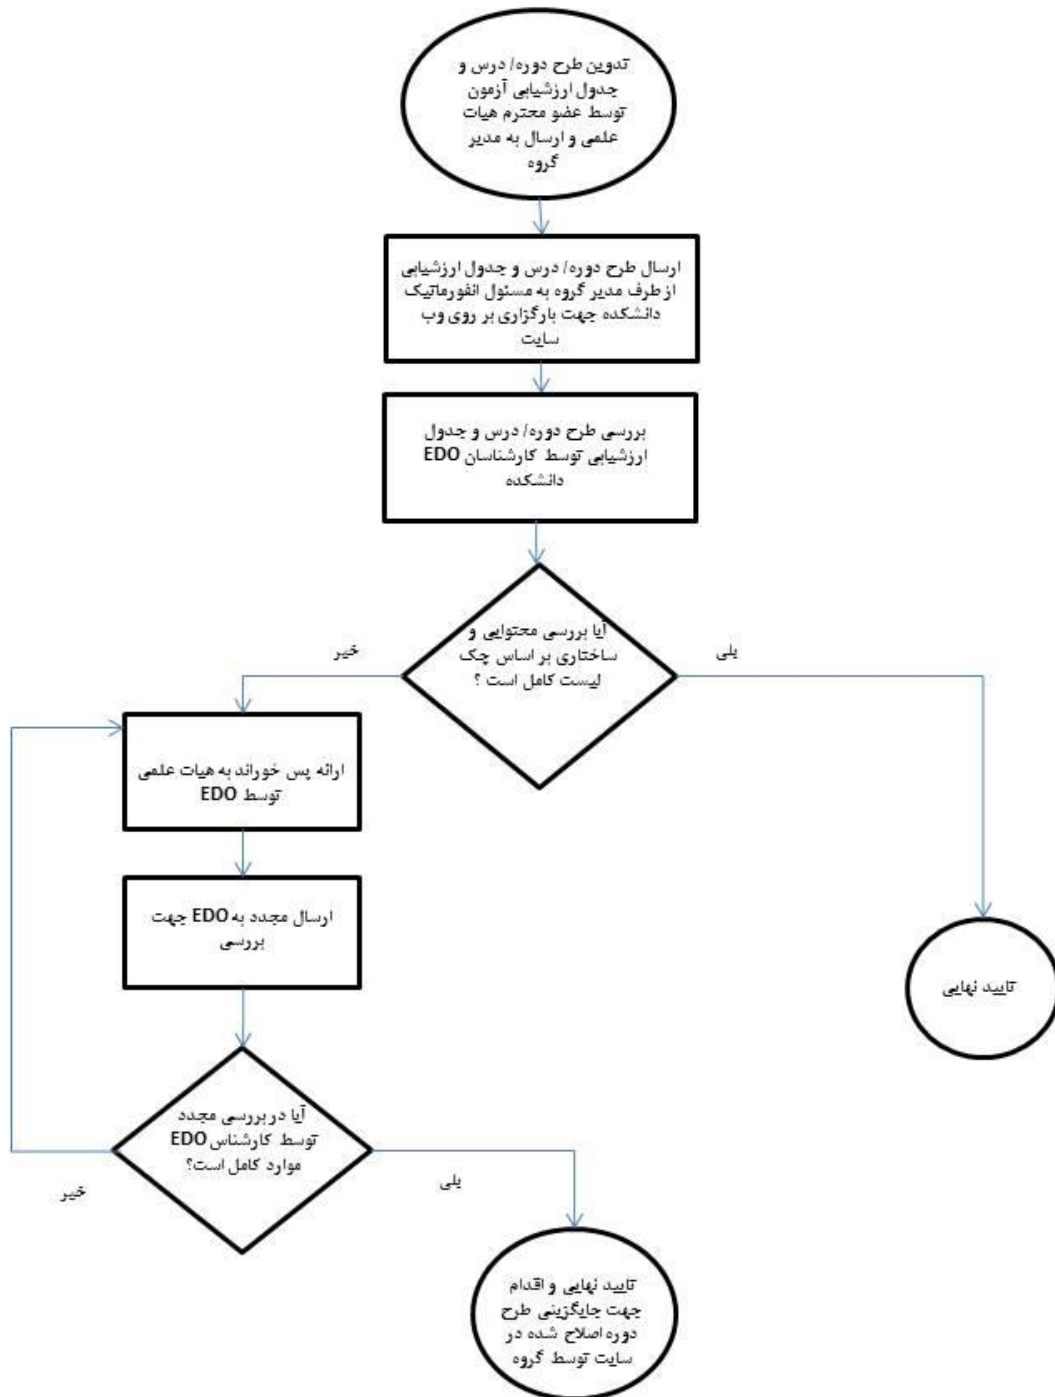 تدوین طرح دوره/ درس و
جدول ارزشیابی آزمون
توسط عضو محترم هیات
علمی و ارسال به مدیر
گروه
ارسال طرح دوره/ درس و جدول ارزشیابی
از طرف مدیر گروه به مسئول انفورماتیک
دانشکده جهت بارگزاری بر روی وب
سایت
بررسی طرح دوره/ درس و جدول
ارزشیابی توسط کارشناسان EDO
دانشکده
آیا بررسی محتوایی و
ساختاری بر اساس چک
لیست کامل است ؟
بلی
خیر
ارائه پس خوراند به هیات علمی
توسط EDO
ارسال مجدد به EDO جهت
بررسی
تایید نهایی
آیا در بررسی مجدد
توسط کارشناس EDO
موارد کامل است؟
بلی
خیر
تایید نهایی و اقدام
جهت جایگزینی طرح
دوره اصلاح شده در
سایت توسط گروه